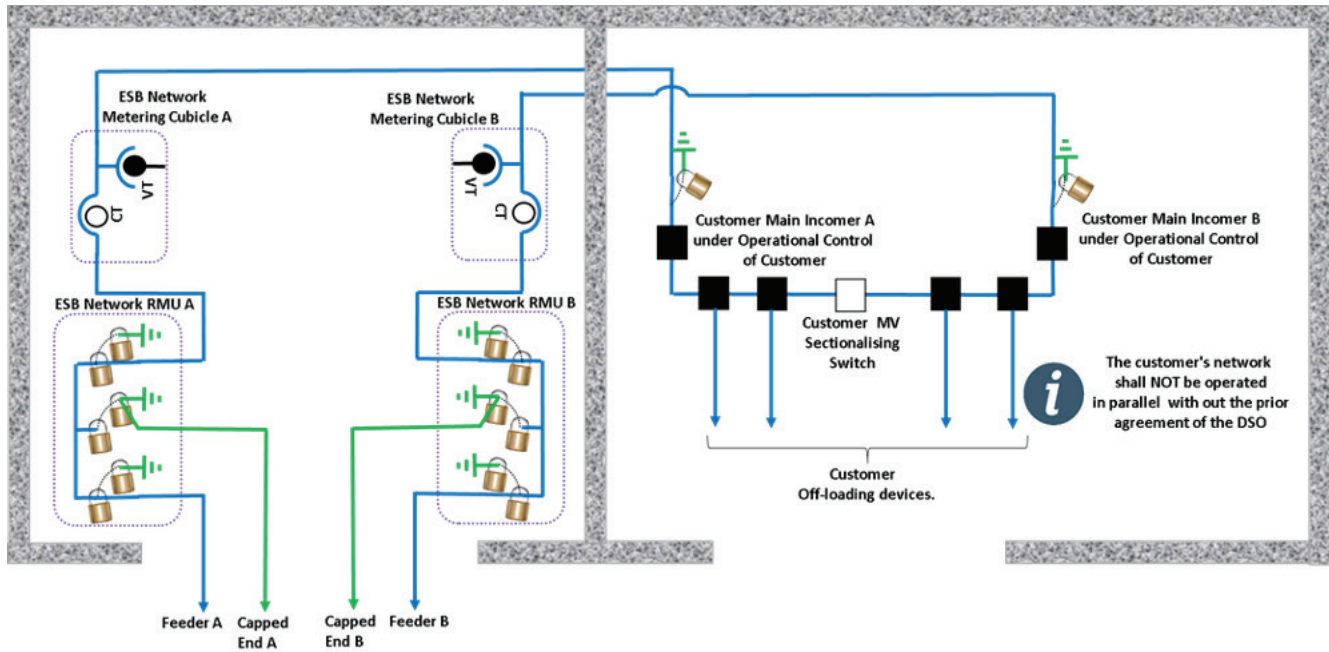 ESB Network
Metering Cubicle A
VT
CT
ESB Network
Metering Cubicle B
VT
CT
ESB Network RMU A
ESB Network RMU B
Customer Main Incomer A
under Operational Control
of Customer
Customer Main Incomer B
under Operational Control
of Customer
Customer MV
Sectionalising
Switch
i
The customer's network
shall NOT be operated
in parallel with out the prior
agreement of the DSO
Customer
Off-loading devices.
Feeder A
Capped
End A
Capped
End B
Feeder B